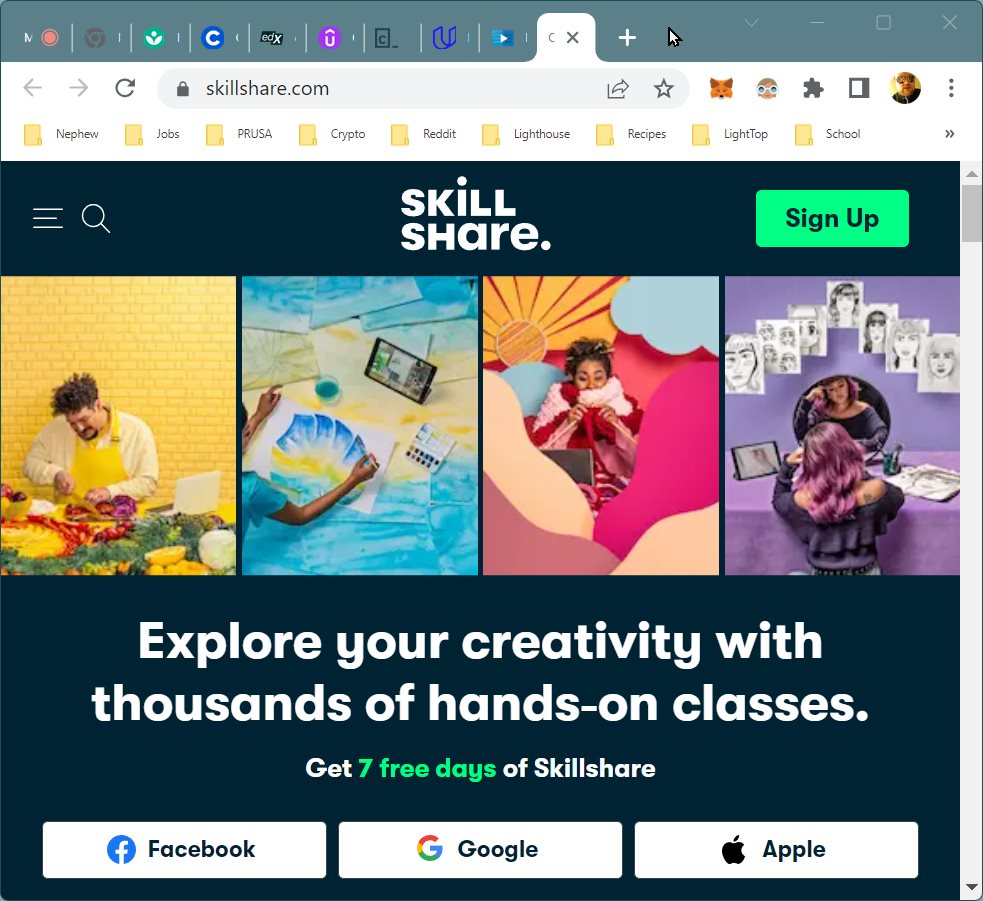 M
edX
skillshare.com
Nephew
Jobs
PRUSA
Crypto
Reddit
Lighthouse
Recipes
LightTop
School
»
SKiLL
SHare.
Sign Up
Explore your creativity with
thousands of hands-on classes.
Get 7 free days of Skillshare
Facebook
Google
Apple